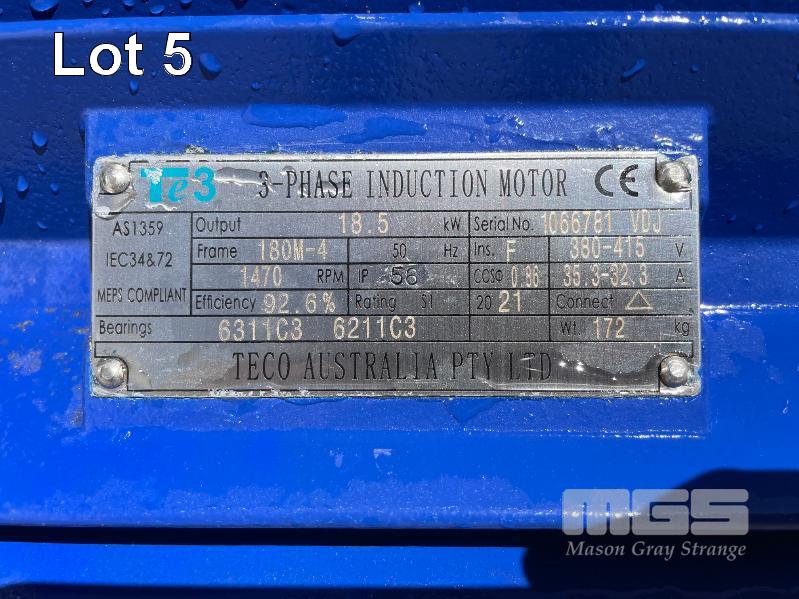 Lot 5
Te3 3-PHASE INDUCTION MOTOR CE
AS1359
IEC34&72
MEPS COMPLIANT
Output 18.5 kW Serial No. 1066781 VDJ
Frame 180M-4 50 Hz Ins. F 380-415 V
1470 RPM IP 56 COSΦ 0.86 35.3-32.3 A
Efficiency 92.6% Rating S1 20 21 Connect △
Bearings 6311C3 6211C3 Wt. 172 kg
TECO AUSTRALIA PTY LTD
MGS
Mason Gray Strange